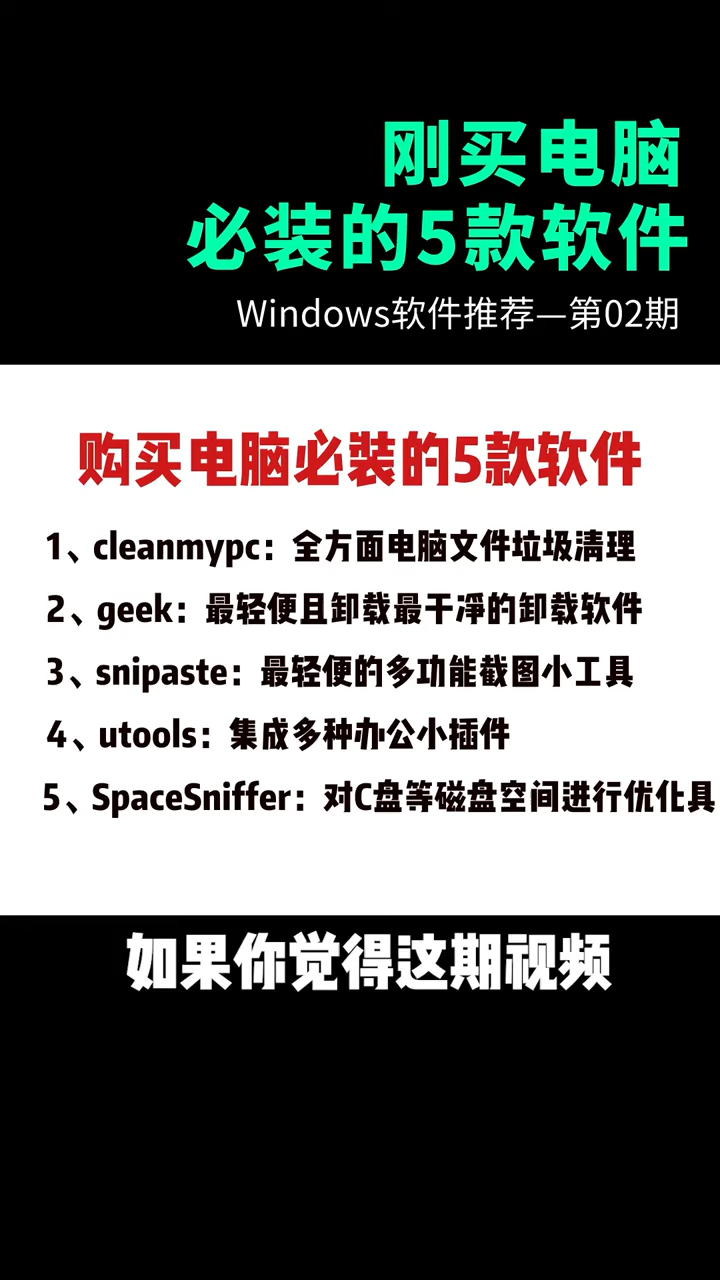 刚买电脑
必装的5款软件
Windows软件推荐—第02期
购买电脑必装的5款软件
1、cleanmypc：全方面电脑文件垃圾清理
2、geek：最轻便且卸载最干净的卸载软件
3、snipaste：最轻便的多功能截图小工具
4、utools：集成多种办公小插件
5、SpaceSniffer：对C盘等磁盘空间进行优化具
如果你觉得这期视频